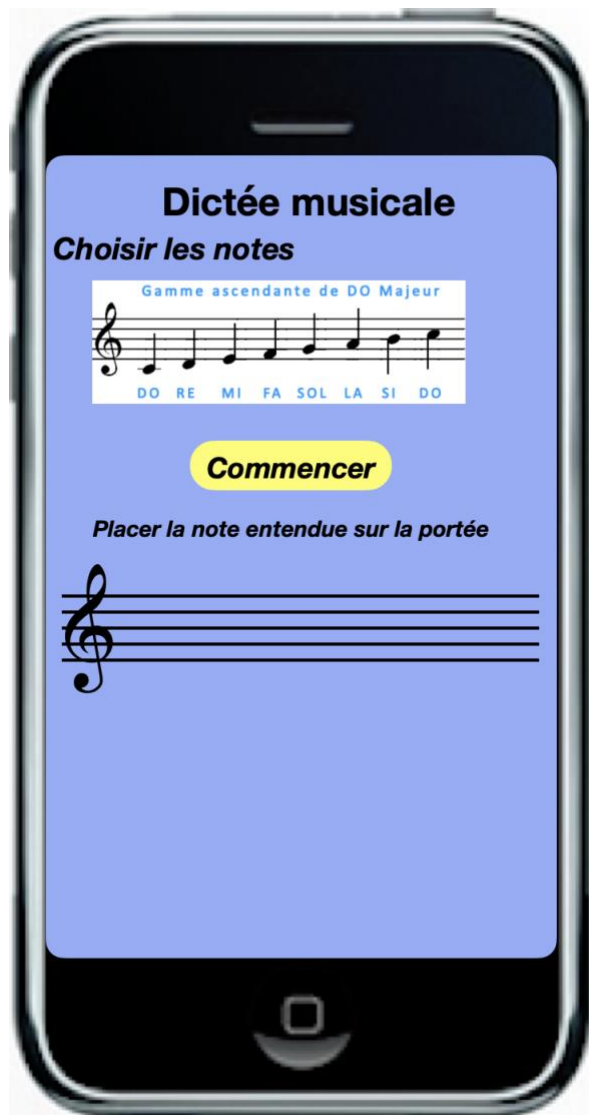 Dictée musicale
Choisir les notes
Gamme ascendante de DO Majeur
DO RE MI FA SOL LA SI DO
Commencer
Placer la note entendue sur la portée